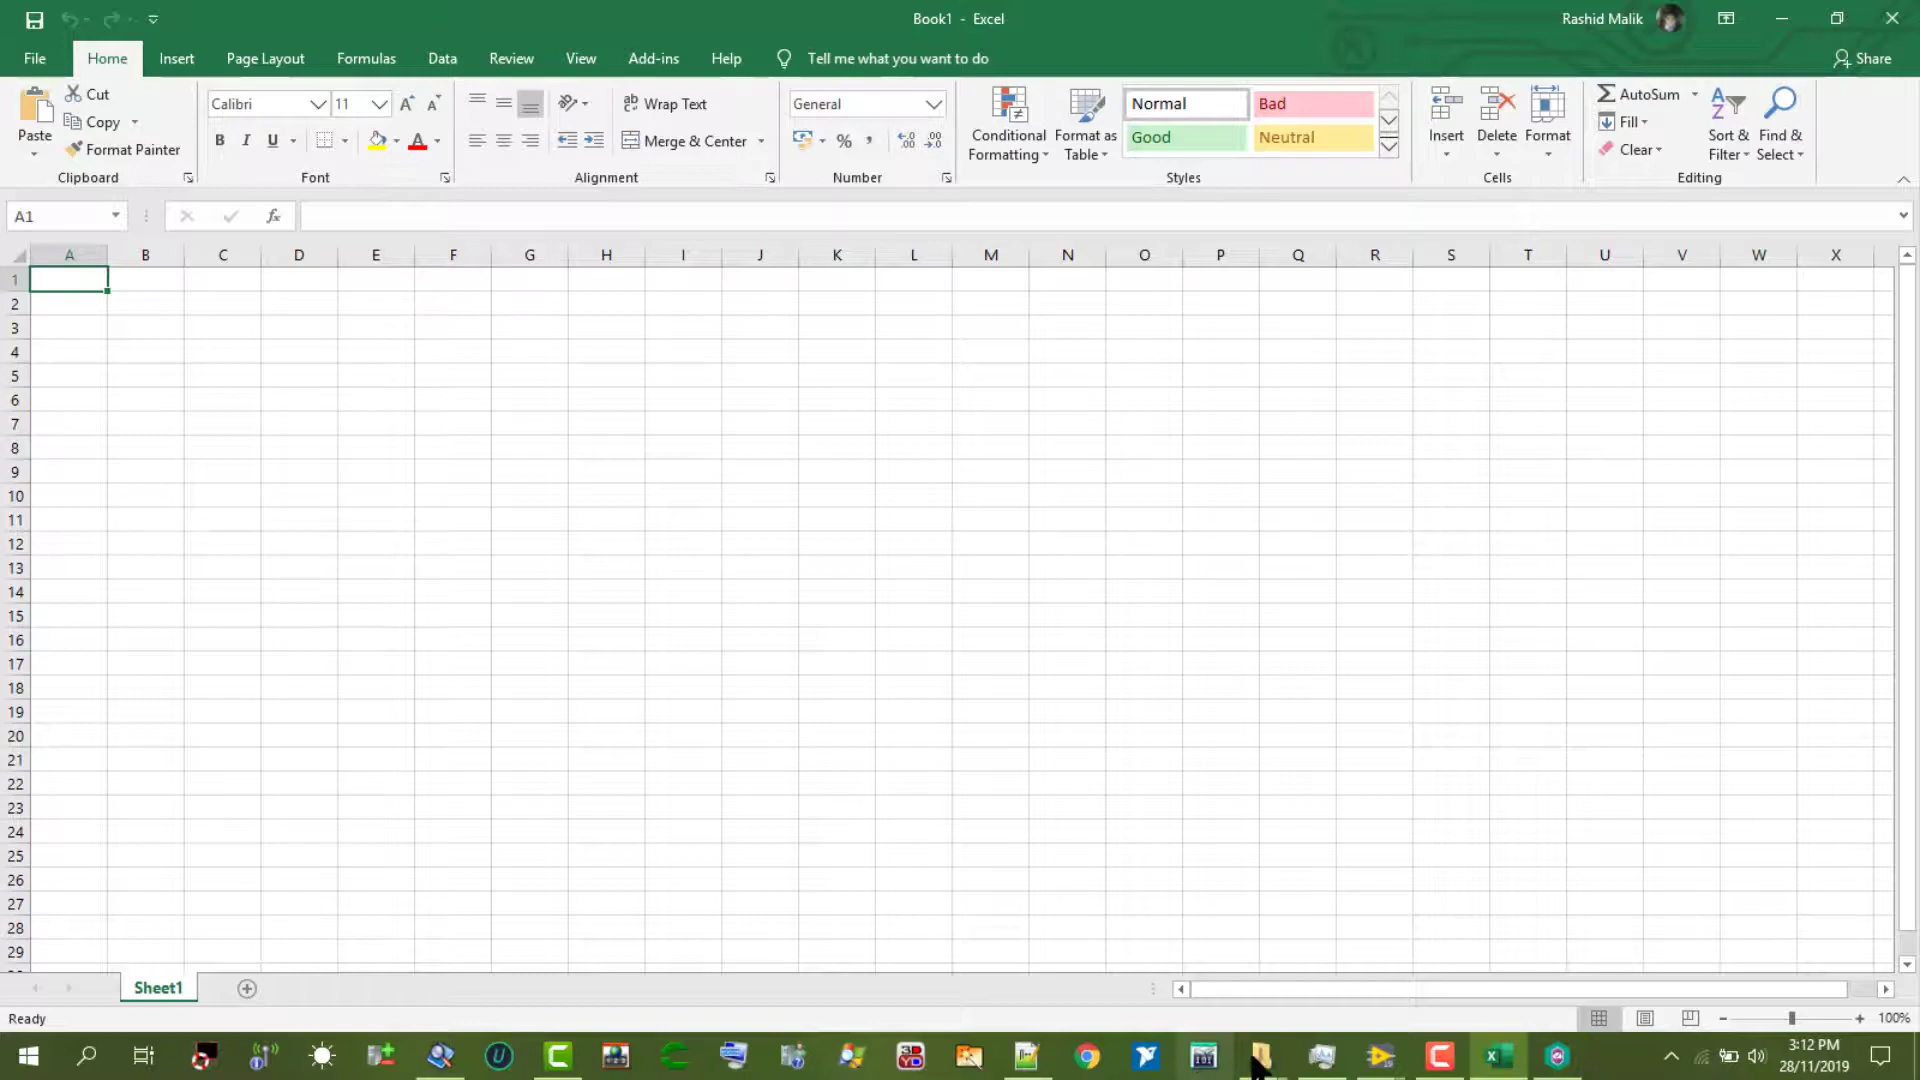 Book1 - Excel
Rashid Malik
File Home Insert Page Layout Formulas Data Review View Add-ins Help Tell me what you want to do Share
Paste
Cut
Copy
Format Painter
Clipboard
Calibri 11
B I U
Font
Wrap Text
Merge & Center
Alignment
General
%
Number
Conditional Formatting
Format as Table
Normal Bad
Good Neutral
Styles
Insert Delete Format
Cells
AutoSum
Fill
Clear
Sort & Filter
Find & Select
Editing
A1
fx
A B C D E F G H I J K L M N O P Q R S T U V W X
1
2
3
4
5
6
7
8
9
10
11
12
13
14
15
16
17
18
19
20
21
22
23
24
25
26
27
28
29
Sheet1
Ready
100%
3:12 PM
28/11/2019